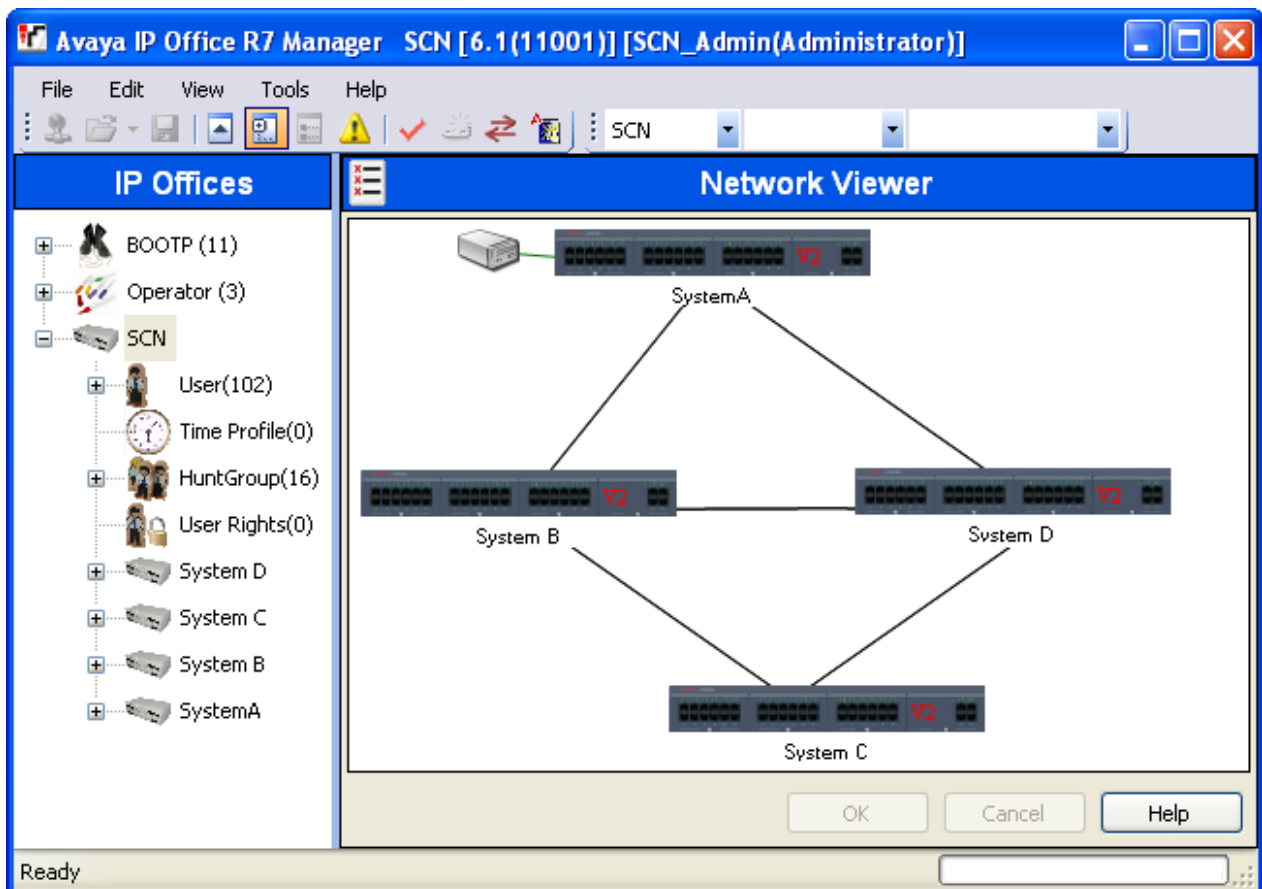 Avaya IP Office R7 Manager SCN [6.1(11001)] [SCN_Admin(Administrator)]
File Edit View Tools Help
SCN
IP Offices
BOOTP (11)
Operator (3)
SCN
User(102)
Time Profile(0)
HuntGroup(16)
User Rights(0)
System D
System C
System B
SystemA
Network Viewer
V2
SystemA
V2
System B
V2
System D
V2
System C
OK Cancel Help
Ready